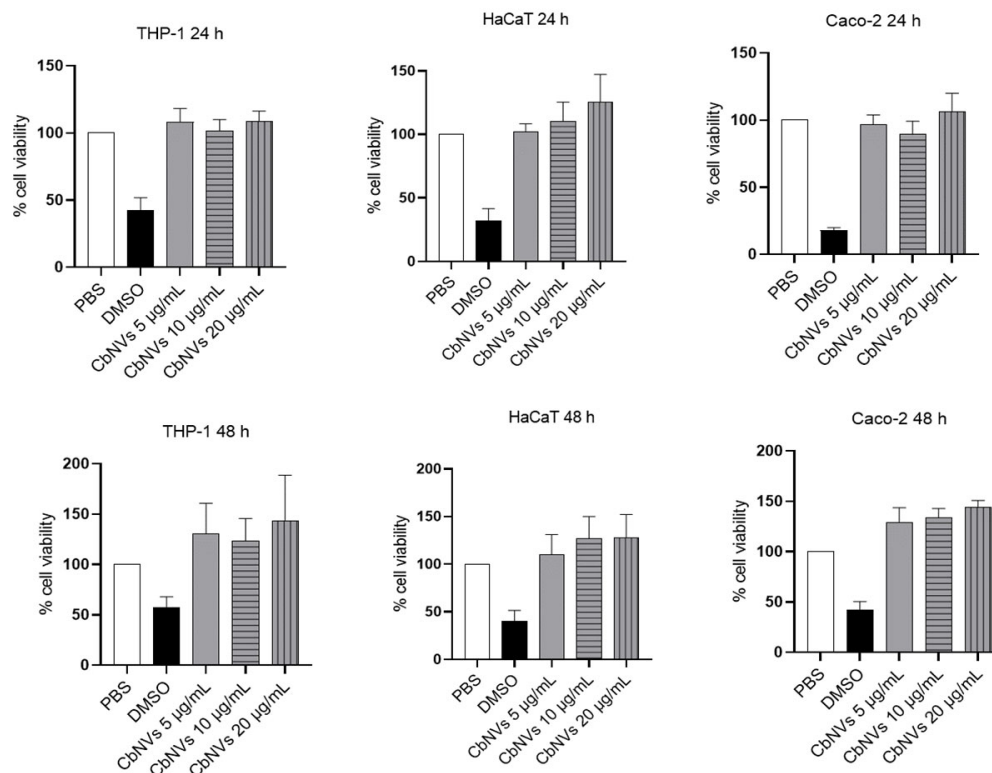 THP-1 24 h
% cell viability
150
100
50
0
PBS
DMSO
CbNVs 5 µg/mL
CbNVs 10 µg/mL
CbNVs 20 µg/mL
HaCaT 24 h
% cell viability
150
100
50
0
PBS
DMSO
CbNVs 5 µg/mL
CbNVs 10 µg/mL
CbNVs 20 µg/mL
Caco-2 24 h
% cell viability
150
100
50
0
PBS
DMSO
CbNVs 5 µg/mL
CbNVs 10 µg/mL
CbNVs 20 µg/mL
THP-1 48 h
% cell viability
200
150
100
50
0
PBS
DMSO
CbNVs 5 µg/mL
CbNVs 10 µg/mL
CbNVs 20 µg/mL
HaCaT 48 h
% cell viability
200
150
100
50
0
PBS
DMSO
CbNVs 5 µg/mL
CbNVs 10 µg/mL
CbNVs 20 µg/mL
Caco-2 48 h
% cell viability
200
150
100
50
0
PBS
DMSO
CbNVs 5 µg/mL
CbNVs 10 µg/mL
CbNVs 20 µg/mL